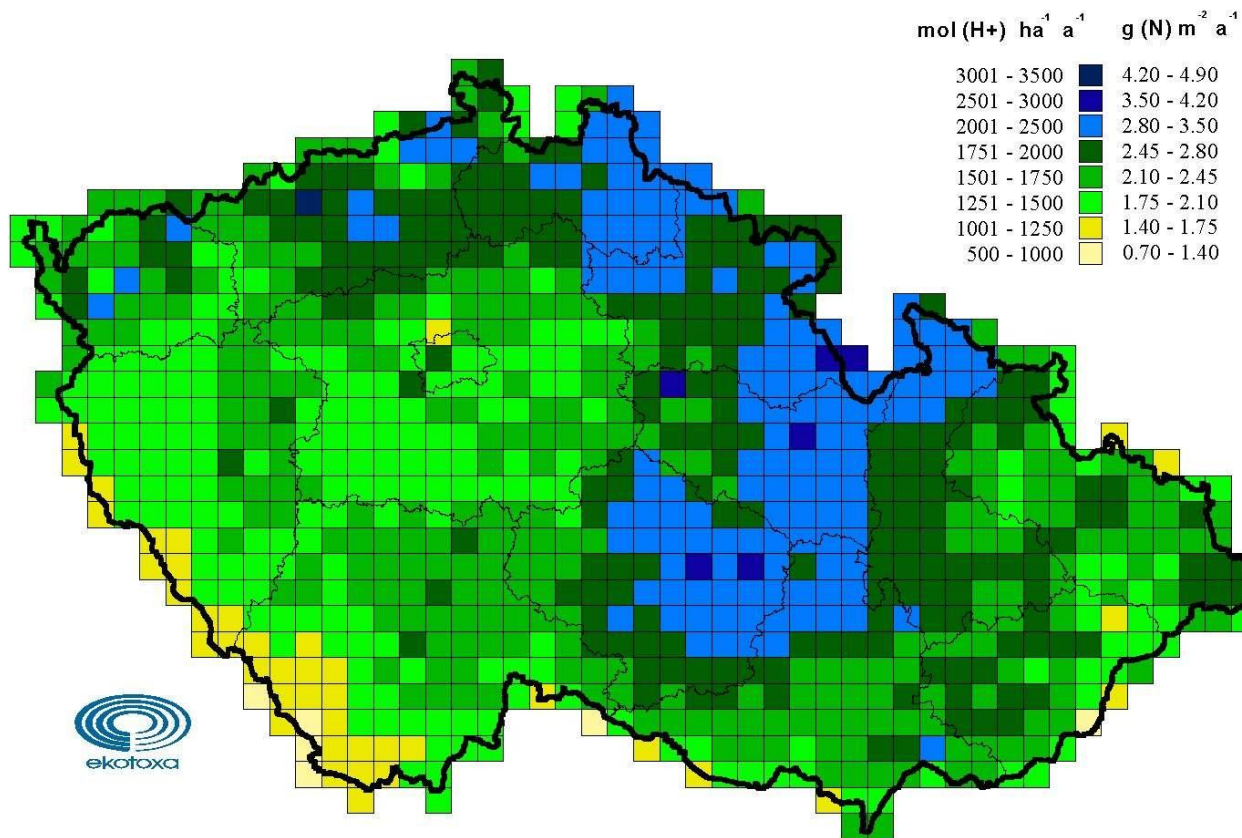 mol (H+) ha⁻¹ a⁻¹ g (N) m⁻² a⁻¹
3001 - 3500 4.20 - 4.90
2501 - 3000 3.50 - 4.20
2001 - 2500 2.80 - 3.50
1751 - 2000 2.45 - 2.80
1501 - 1750 2.10 - 2.45
1251 - 1500 1.75 - 2.10
1001 - 1250 1.40 - 1.75
500 - 1000 0.70 - 1.40
ekotoxa